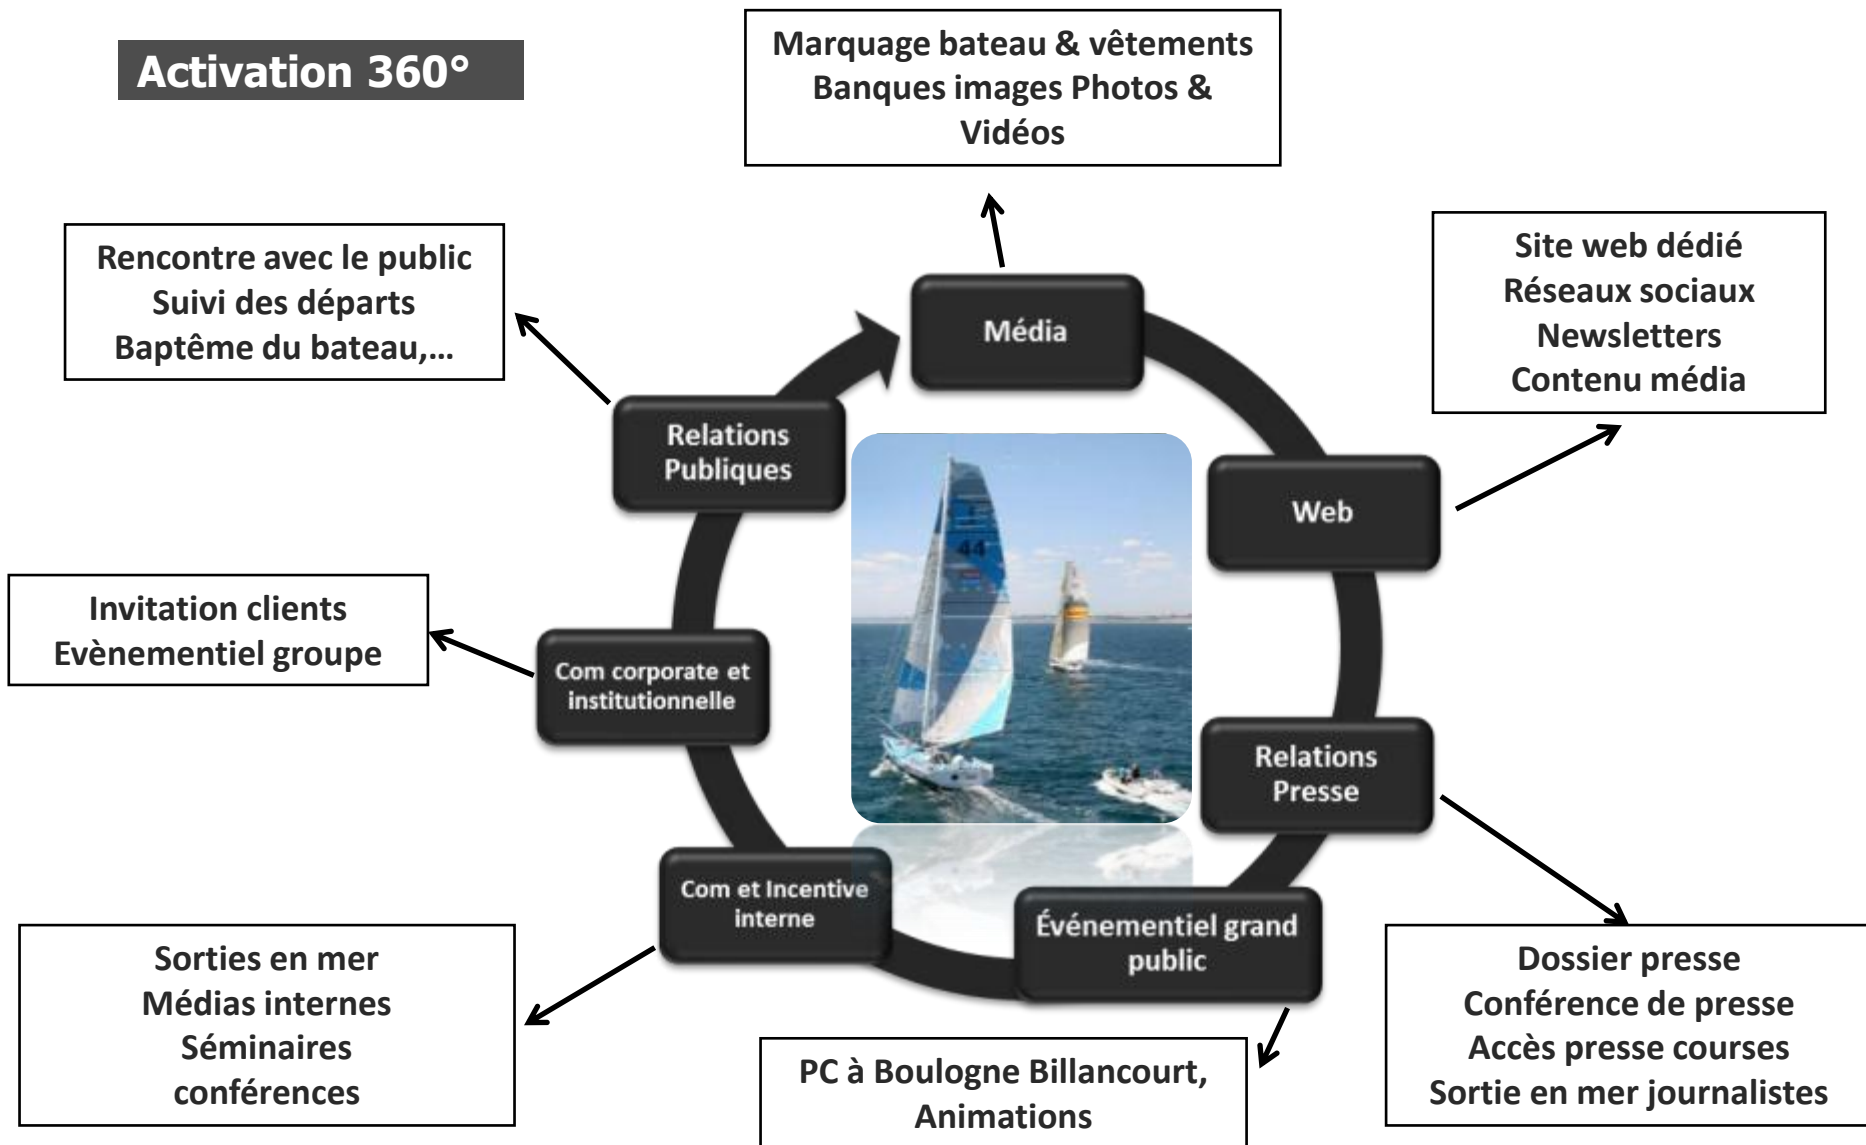 Activation 360°
Marquage bateau & vêtements
Banques images Photos &
Vidéos
Rencontre avec le public
Suivi des départs
Baptême du bateau,...
Site web dédié
Réseaux sociaux
Newsletters
Contenu média
Média
Relations
Publiques
Web
44
Invitation clients
Evènementiel groupe
Com corporate et
institutionnelle
Relations
Presse
Com et Incentive
interne
Événementiel grand
public
Sorties en mer
Médias internes
Séminaires
conférences
PC à Boulogne Billancourt,
Animations
Dossier presse
Conférence de presse
Accès presse courses
Sortie en mer journalistes